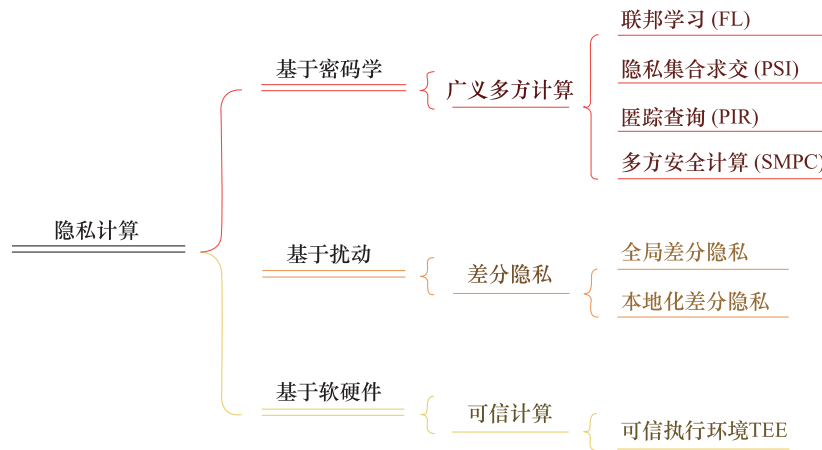 隐私计算
基于密码学
广义多方计算
联邦学习 (FL)
隐私集合求交 (PSI)
匿踪查询 (PIR)
多方安全计算 (SMPC)
基于扰动
差分隐私
全局差分隐私
本地化差分隐私
基于软硬件
可信计算
可信执行环境TEE